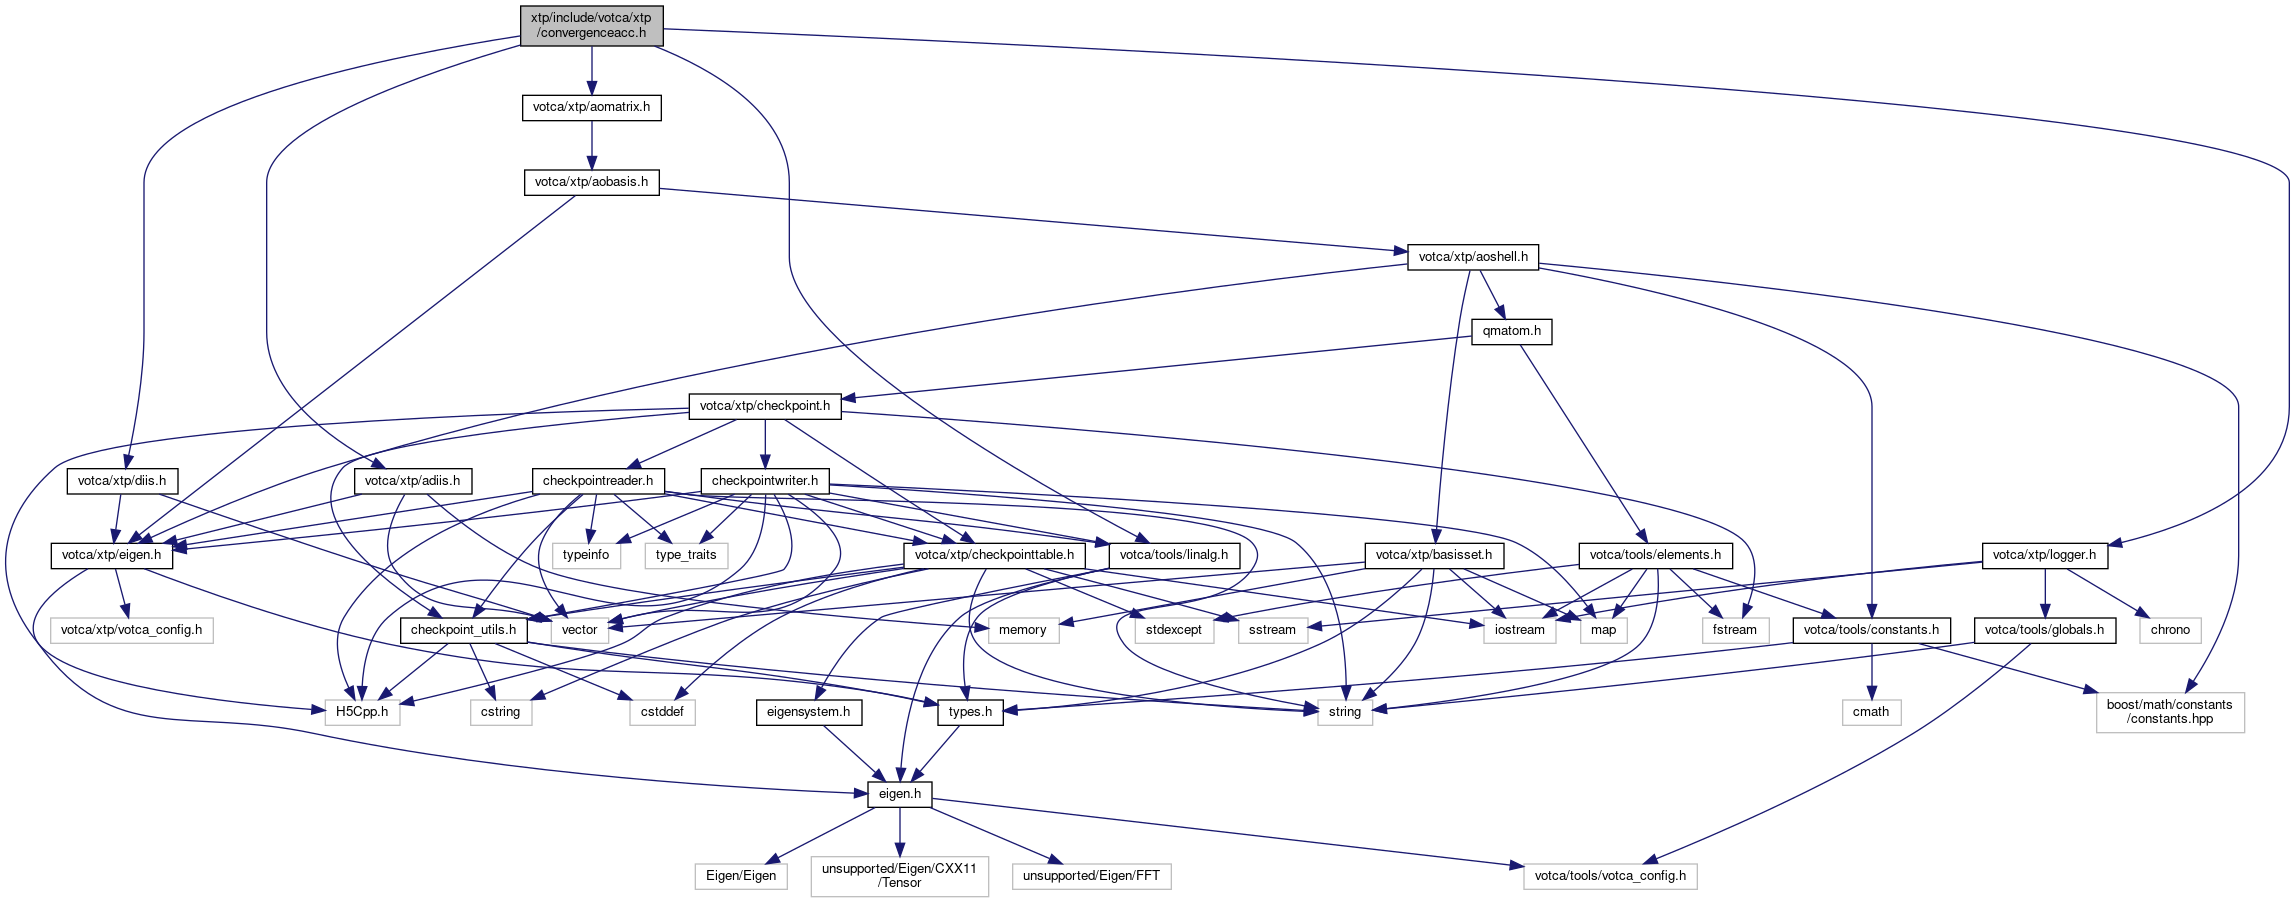 xtp/include/votca/xtp
/convergenceacc.h
votca/xtp/aomatrix.h
votca/xtp/aobasis.h
votca/xtp/aoshell.h
qmatom.h
votca/xtp/checkpoint.h
votca/xtp/diis.h
votca/xtp/adiis.h
checkpointreader.h
checkpointwriter.h
votca/xtp/eigen.h
typeinfo
type_traits
votca/xtp/checkpointtable.h
votca/tools/linalg.h
votca/xtp/basisset.h
votca/tools/elements.h
votca/xtp/logger.h
votca/xtp/votca_config.h
checkpoint_utils.h
vector
memory
stdexcept
sstream
iostream
map
fstream
votca/tools/constants.h
votca/tools/globals.h
chrono
H5Cpp.h
cstring
cstddef
eigensystem.h
types.h
string
cmath
boost/math/constants
/constants.hpp
eigen.h
Eigen/Eigen
unsupported/Eigen/CXX11
/Tensor
unsupported/Eigen/FFT
votca/tools/votca_config.h